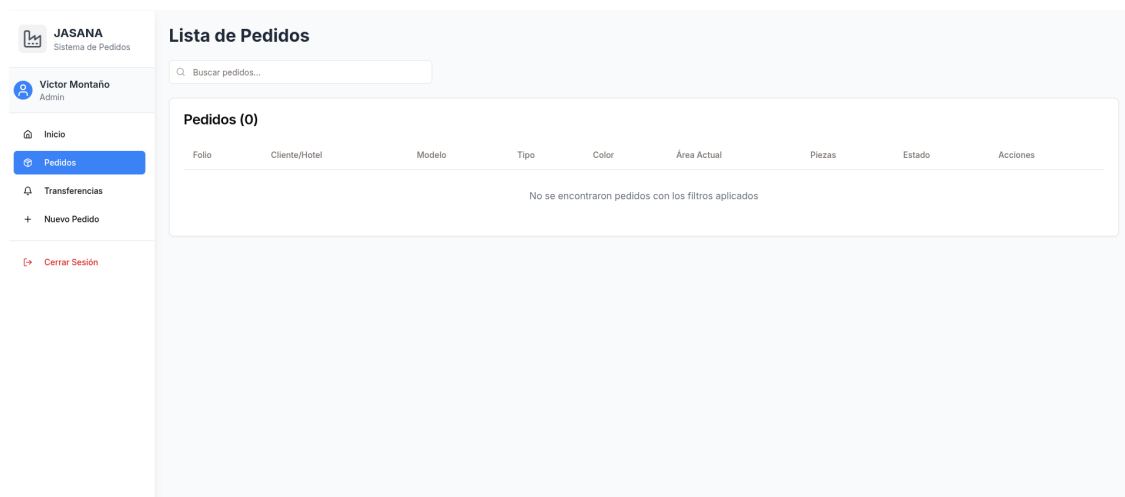 JASANA
Sistema de Pedidos
Victor Montaño
Admin
Inicio
Pedidos
Transferencias
Nuevo Pedido
Cerrar Sesión
Lista de Pedidos
Buscar pedidos...
Pedidos (0)
Folio Cliente/Hotel Modelo Tipo Color Área Actual Piezas Estado Acciones
No se encontraron pedidos con los filtros aplicados